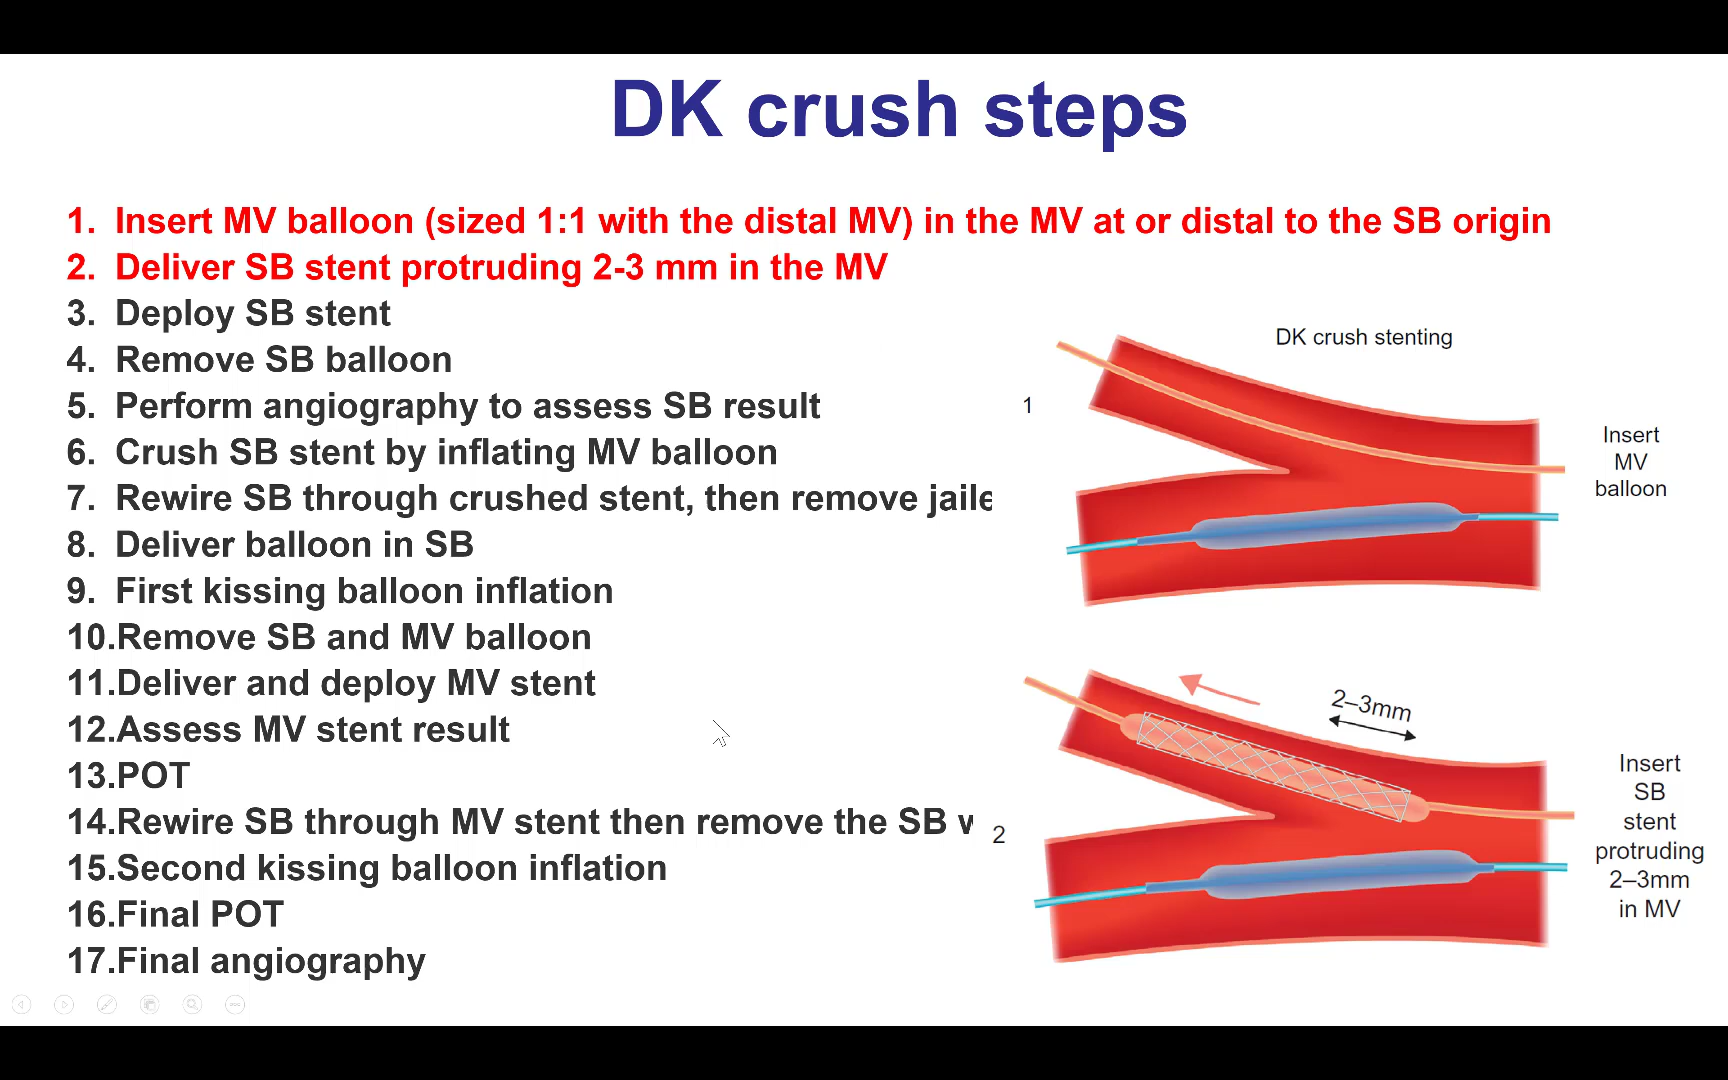 DK crush steps
1. Insert MV balloon (sized 1:1 with the distal MV) in the MV at or distal to the SB origin
2. Deliver SB stent protruding 2-3 mm in the MV
3. Deploy SB stent
4. Remove SB balloon
5. Perform angiography to assess SB result
6. Crush SB stent by inflating MV balloon
7. Rewire SB through crushed stent, then remove jaile
8. Deliver balloon in SB
9. First kissing balloon inflation
10.Remove SB and MV balloon
11.Deliver and deploy MV stent
12.Assess MV stent result
13.POT
14.Rewire SB through MV stent then remove the SB
15.Second kissing balloon inflation
16.Final POT
17.Final angiography
DK crush stenting
1
Insert
MV
balloon
2–3mm
2
Insert
SB
stent
protruding
2–3mm
in MV